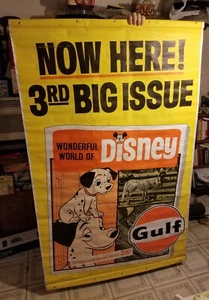 NOW HERE!
3RD BIG ISSUE
WONDERFUL
WORLD OF Disney
Gulf